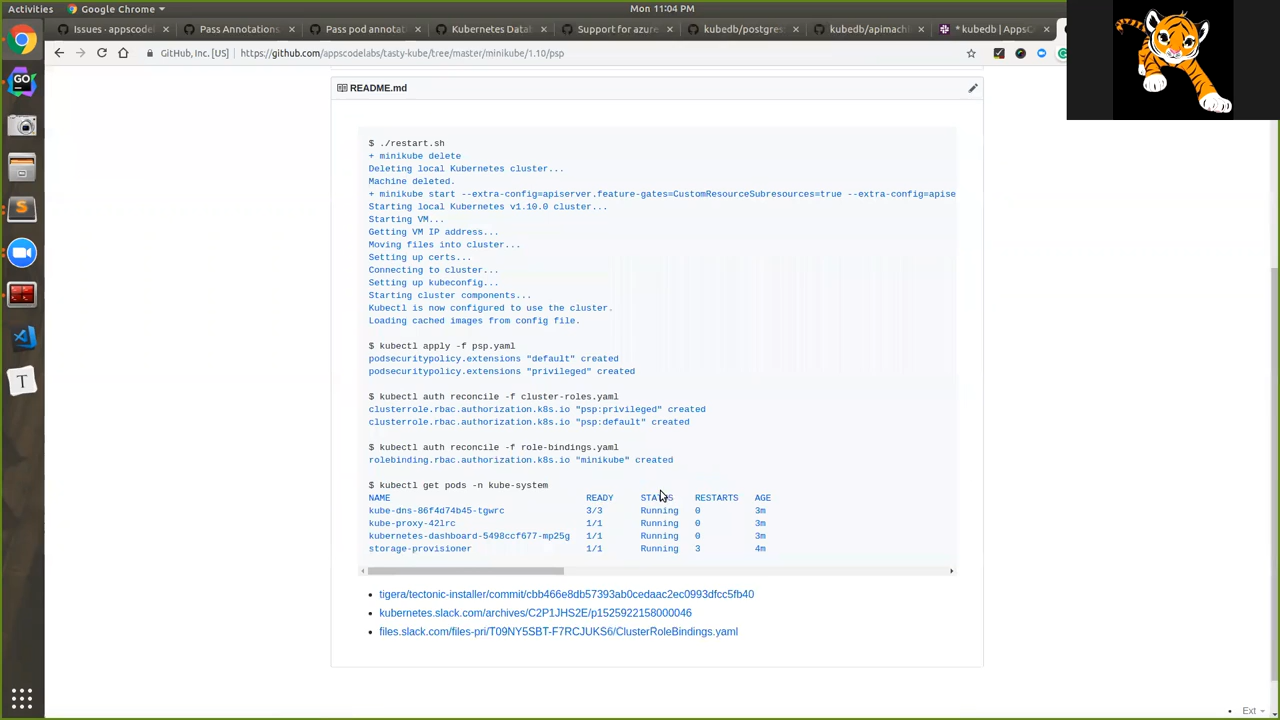 Activities
Google Chrome
Mon 11:04 PM
Issues · appscodel
Pass Annotations
Pass pod annotat
Kubernetes Datab
Support for azure
kubedb/postgres
kubedb/apimachi
* kubedb | AppsC
GitHub, Inc. [US] https://github.com/appscodelabs/tasty-kube/tree/master/minikube/1.10/psp
README.md
$ ./restart.sh
+ minikube delete
Deleting local Kubernetes cluster...
Machine deleted.
+ minikube start --extra-config=apiserver.feature-gates=CustomResourceSubresources=true --extra-config=apise
Starting local Kubernetes v1.10.0 cluster...
Starting VM...
Getting VM IP address...
Moving files into cluster...
Setting up certs...
Connecting to cluster...
Setting up kubeconfig...
Starting cluster components...
Kubectl is now configured to use the cluster.
Loading cached images from config file.
$ kubectl apply -f psp.yaml
podsecuritypolicy.extensions "default" created
podsecuritypolicy.extensions "privileged" created
$ kubectl auth reconcile -f cluster-roles.yaml
clusterrole.rbac.authorization.k8s.io "psp:privileged" created
clusterrole.rbac.authorization.k8s.io "psp:default" created
$ kubectl auth reconcile -f role-bindings.yaml
rolebinding.rbac.authorization.k8s.io "minikube" created
$ kubectl get pods -n kube-system
NAME READY STATUS RESTARTS AGE
kube-dns-86f4d74b45-tgwrc 3/3 Running 0 3m
kube-proxy-42lrc 1/1 Running 0 3m
kubernetes-dashboard-5498ccf677-mp25g 1/1 Running 0 3m
storage-provisioner 1/1 Running 3 4m
tigera/tectonic-installer/commit/cbb466e8db57393ab0cedaac2ec0993dfcc5fb40
kubernetes.slack.com/archives/C2P1JHS2E/p1525922158000046
files.slack.com/files-pri/T09NY5SBT-F7RCJUKS6/ClusterRoleBindings.yaml
Ext
GO
S
T